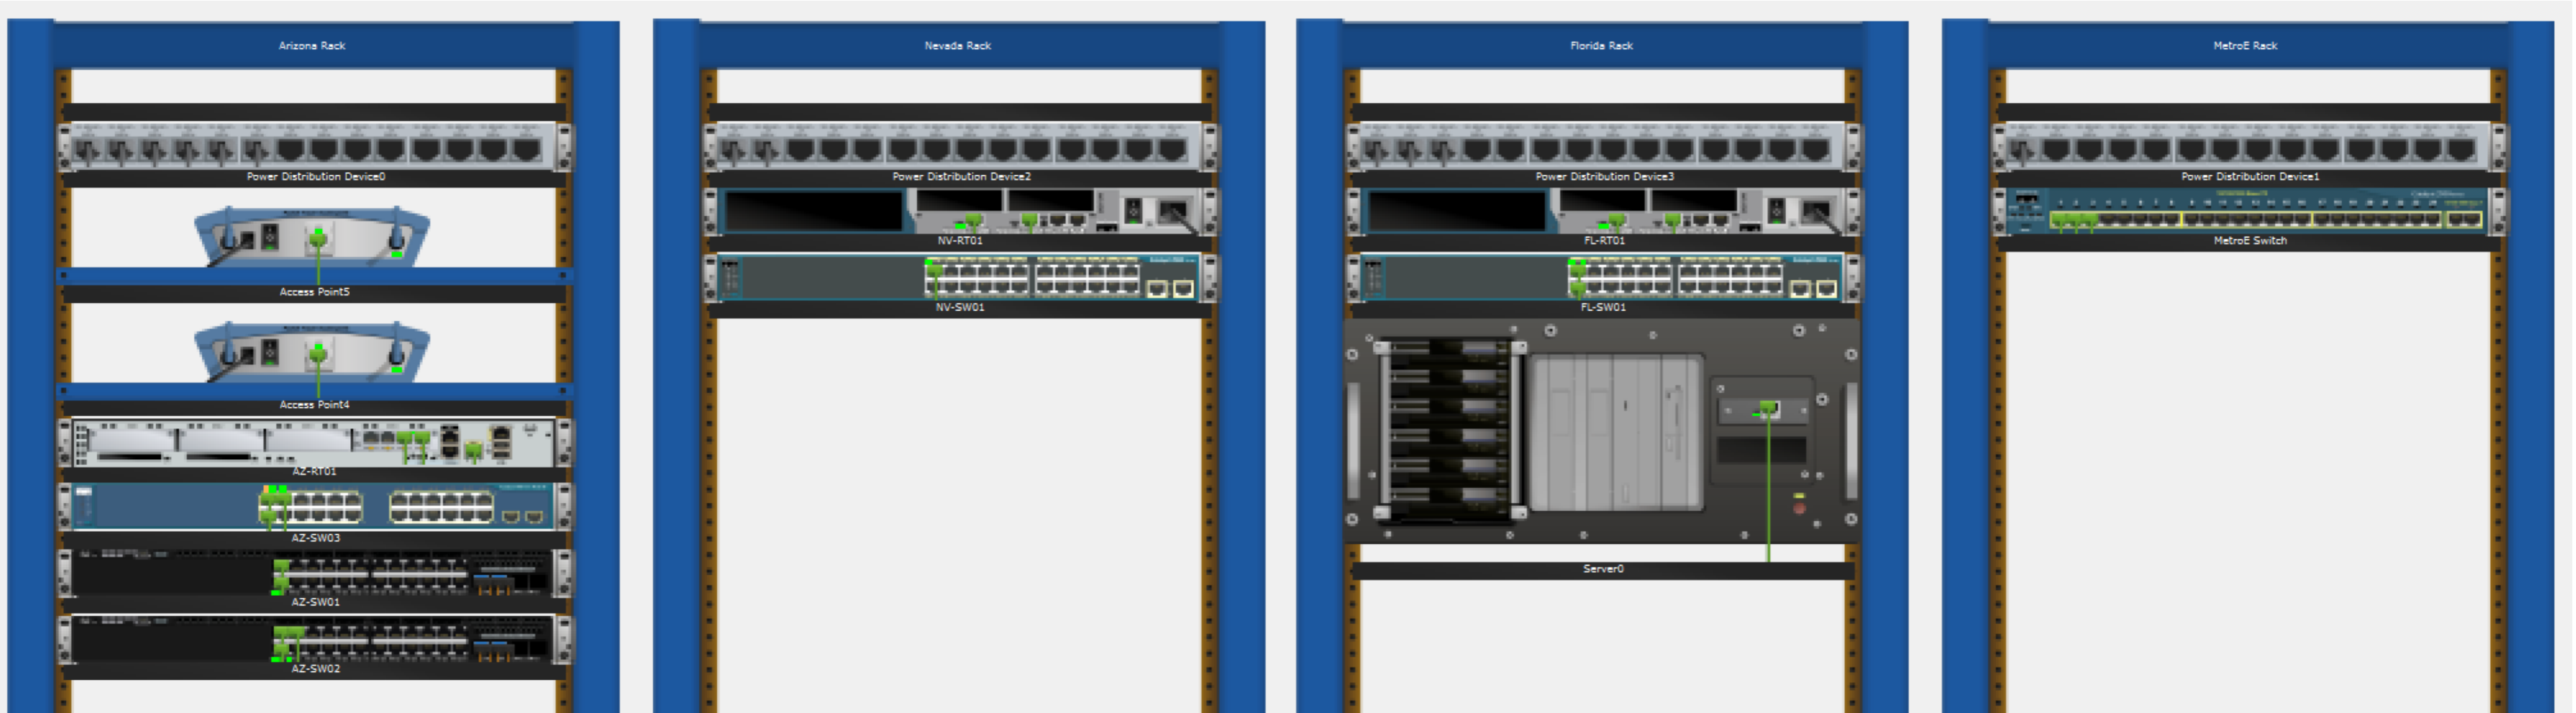 Arizona Rack
Power Distribution Device0
Access Point5
Access Point4
AZ-RT01
AZ-SW03
AZ-SW01
AZ-SW02
Nevada Rack
Power Distribution Device2
NV-RT01
NV-SW01
Florida Rack
Power Distribution Device3
FL-RT01
FL-SW01
Server0
MetroE Rack
Power Distribution Device1
MetroE Switch